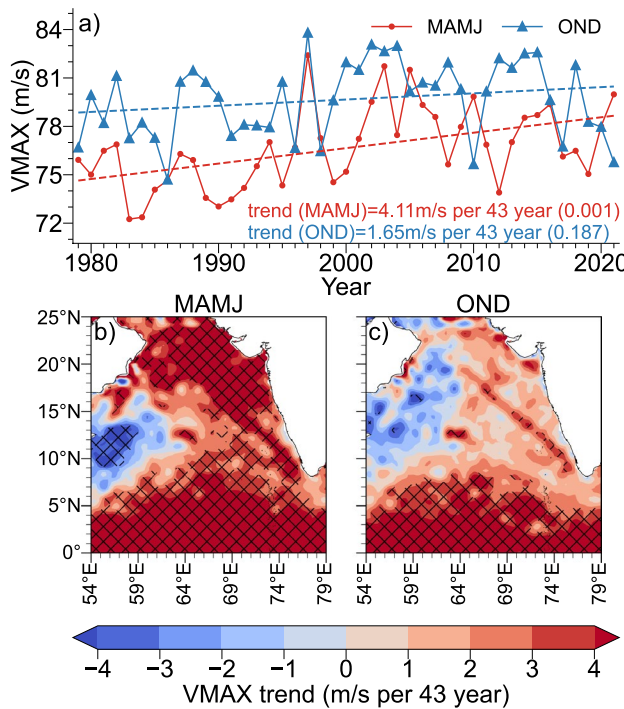 a)
MAMJ OND
84
81
78
75
72
VMAX (m/s)
trend (MAMJ)=4.11m/s per 43 year (0.001)
trend (OND)=1.65m/s per 43 year (0.187)
1980 1990 2000 2010 2020
Year
MAMJ OND
b) c)
25°N
20°N
15°N
10°N
5°N
0°
54°E 59°E 64°E 69°E 74°E 79°E 54°E 59°E 64°E 69°E 74°E 79°E
−4 −3 −2 −1 0 1 2 3 4
VMAX trend (m/s per 43 year)